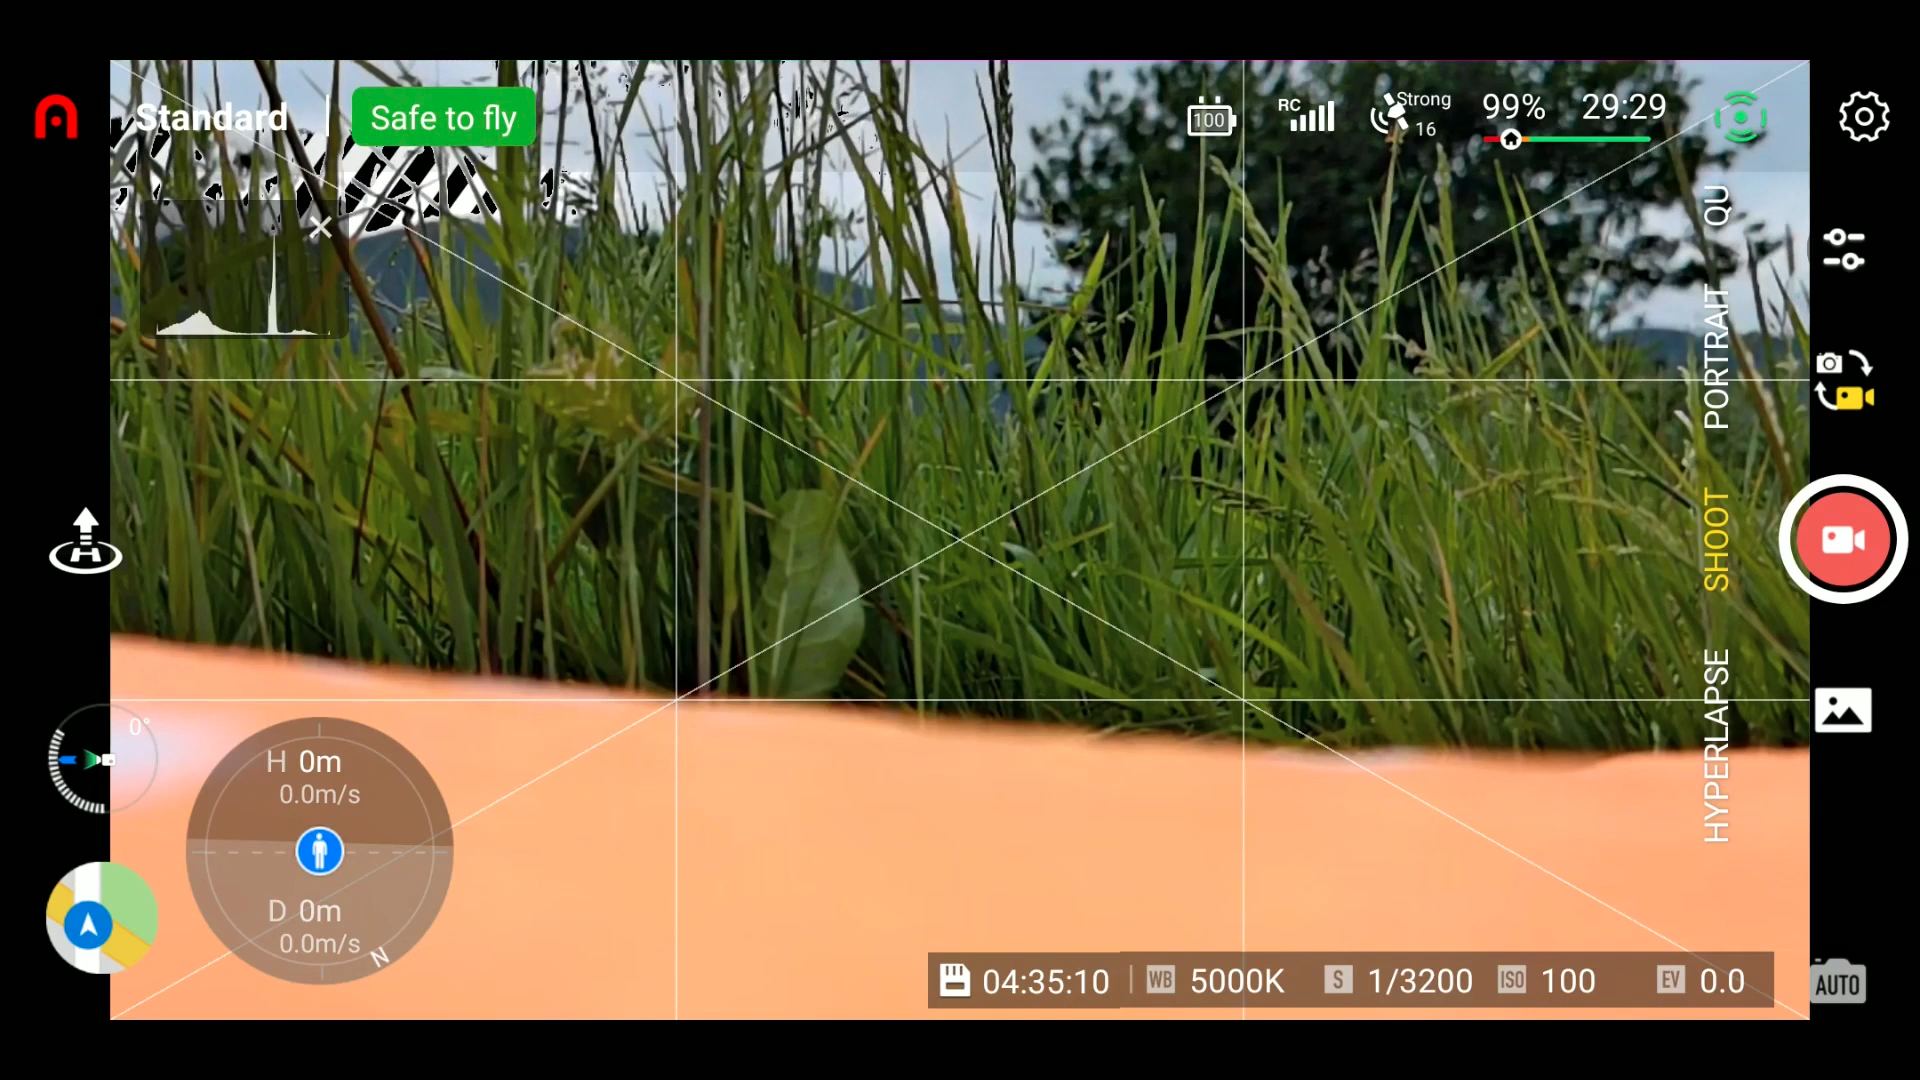 Standard
Safe to fly
100
RC
Strong
16
99%
29:29
QU
PORTRAIT
SHOOT
HYPERLAPSE
0°
H 0m
0.0m/s
D 0m
0.0m/s
N
04:35:10
WB 5000K
S 1/3200
ISO 100
EV 0.0
AUTO